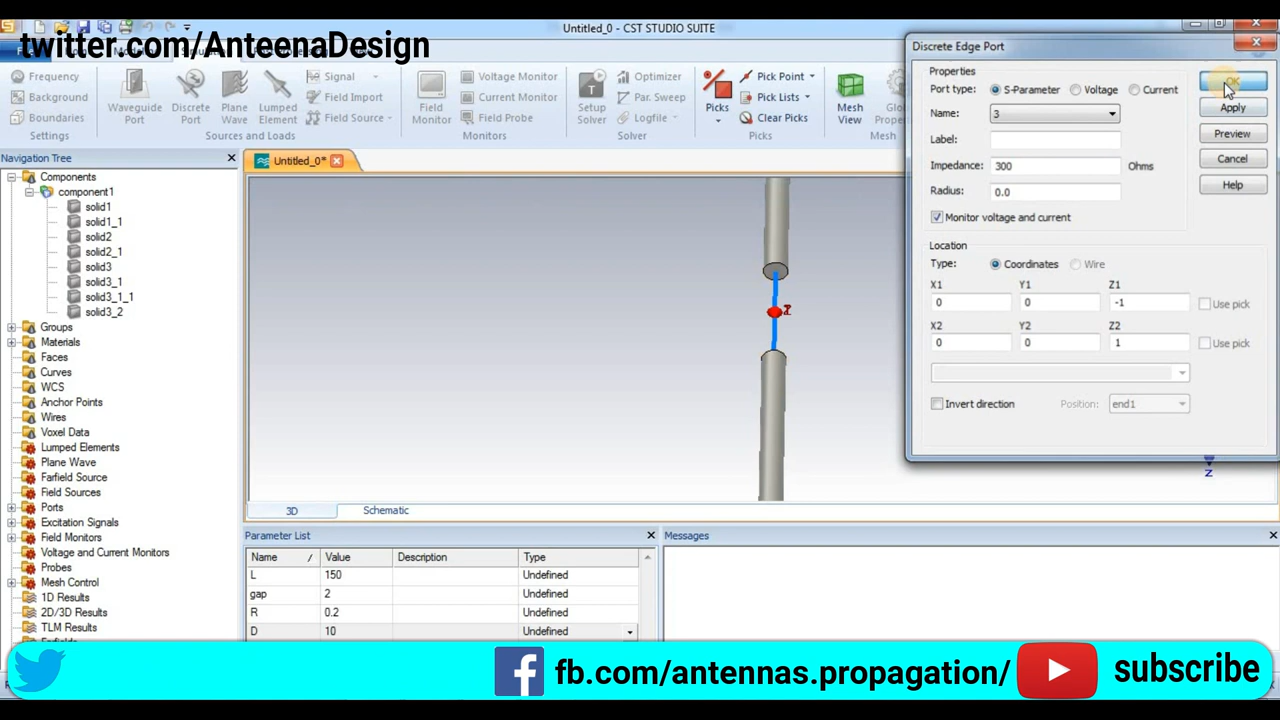 Untitled_0 - CST STUDIO SUITE
twitter.com/AnteenaDesign
Frequency
Background
Boundaries
Settings
Waveguide
Port
Discrete
Port
Plane
Wave
Lumped
Element
Signal
Field Import
Field Source
Sources and Loads
Field
Monitor
Voltage Monitor
Current Monitor
Field Probe
Monitors
Setup
Solver
Optimizer
Par. Sweep
Logfile
Solver
Picks
Pick Point
Pick Lists
Clear Picks
Picks
Mesh
View
Mesh
Navigation Tree
Untitled_0*
Components
component1
solid1
solid1_1
solid2
solid2_1
solid3
solid3_1
solid3_1_1
solid3_2
Groups
Materials
Faces
Curves
WCS
Anchor Points
Wires
Voxel Data
Lumped Elements
Plane Wave
Farfield Source
Field Sources
Ports
Excitation Signals
Field Monitors
Voltage and Current Monitors
Probes
Mesh Control
1D Results
2D/3D Results
TLM Results
Discrete Edge Port
Properties
Port type: S-Parameter Voltage Current
Name: 3
Label:
Impedance: 300 Ohms
Radius: 0.0
Monitor voltage and current
OK
Apply
Preview
Cancel
Help
Location
Type: Coordinates Wire
X1 Y1 Z1
0 0 -1 Use pick
X2 Y2 Z2
0 0 1 Use pick
Invert direction Position: end1
z
3D Schematic
Parameter List
Name / Value Description Type
L 150 Undefined
gap 2 Undefined
R 0.2 Undefined
D 10 Undefined
Messages
fb.com/antennas.propagation/
subscribe